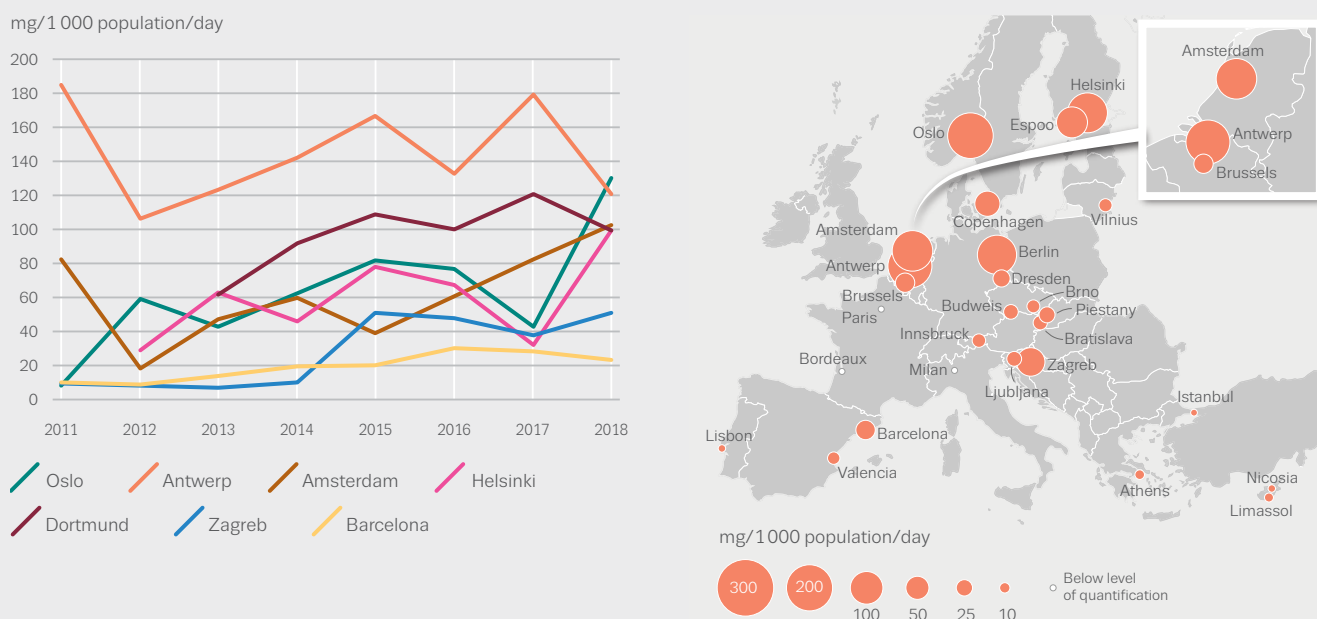 mg/1 000 population/day
200
180
160
140
120
100
80
60
40
20
0
2011 2012 2013 2014 2015 2016 2017 2018
Oslo Antwerp Amsterdam Helsinki
Dortmund Zagreb Barcelona
Amsterdam
Antwerp
Brussels
Helsinki
Espoo
Oslo
Copenhagen
Vilnius
Amsterdam
Antwerp
Brussels
Paris
Berlin
Dresden
Brno
Budweis
Piestany
Innsbruck
Bratislava
Bordeaux
Milan
Zagreb
Ljubljana
Istanbul
Lisbon
Barcelona
Valencia
Athens
Nicosia
Limassol
mg/1 000 population/day
300 200 100 50 25 10
Below level
of quantification